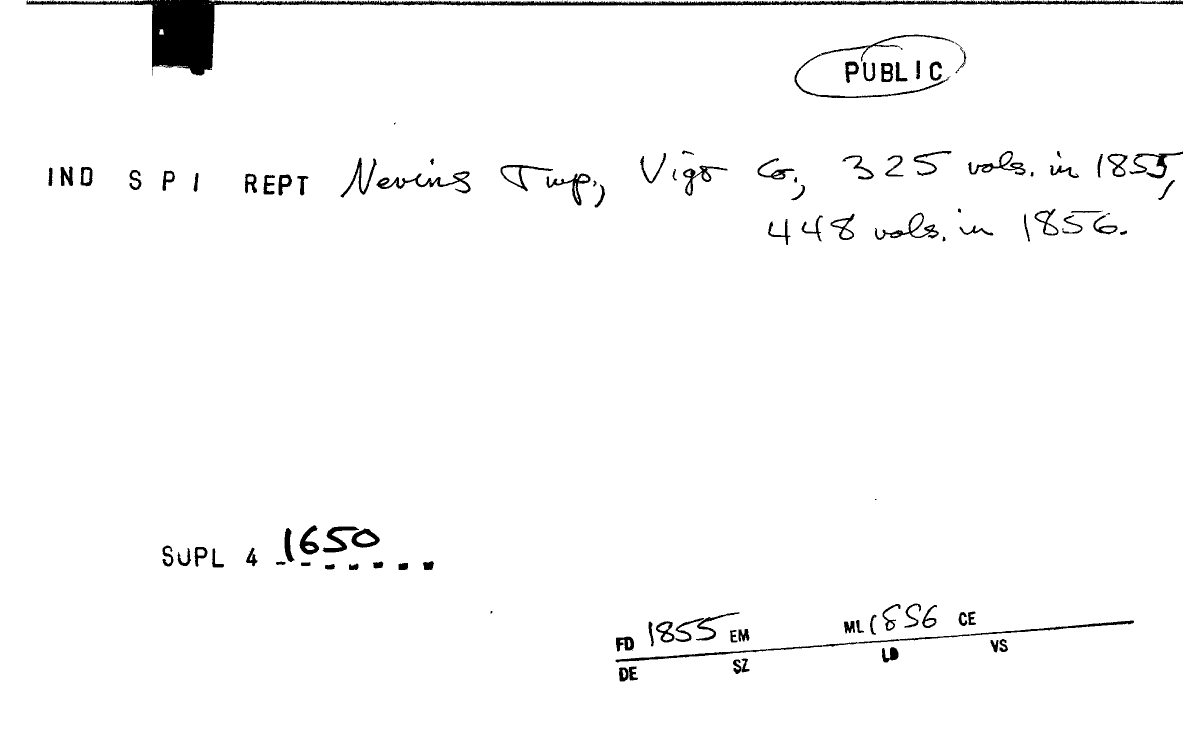 PUBLIC
IND S P I REPT Nevins Twp., Vigo Co., 325 vols. in 1855,
448 vols. in 1856.
SUPL 4 1650
FD 1855 EM ML 1856 CE
DE SZ LD VS